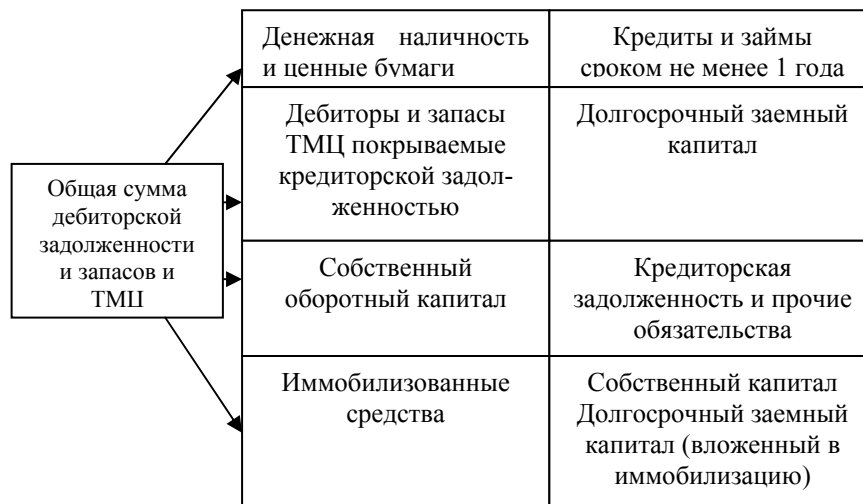 Денежная наличность
и ценные бумаги
Кредиты и займы
сроком не менее 1 года
Дебиторы и запасы
ТМЦ покрываемые
кредиторской задол-
женностью
Долгосрочный заемный
капитал
Общая сумма
дебиторской
задолженности
и запасов и
ТМЦ
Собственный
оборотный капитал
Кредиторская
задолженность и прочие
обязательства
Иммобилизованные
средства
Собственный капитал
Долгосрочный заемный
капитал (вложенный в
иммобилизацию)